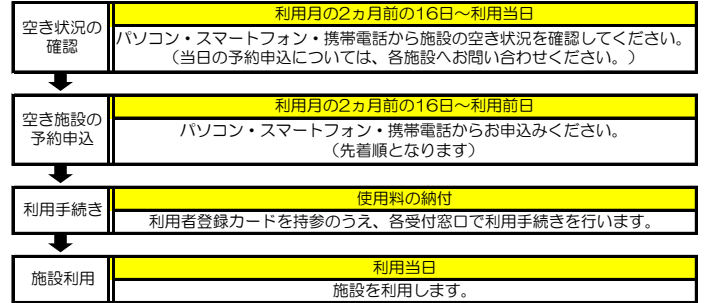 空き状況の
確認
利用月の2ヵ月前の16日～利用当日
パソコン・スマートフォン・携帯電話から施設の空き状況を確認してください。
（当日の予約申込については、各施設へお問い合わせください。）
空き施設の
予約申込
利用月の2ヵ月前の16日～利用前日
パソコン・スマートフォン・携帯電話からお申込みください。
（先着順となります）
利用手続き
使用料の納付
利用者登録カードを持参のうえ、各受付窓口で利用手続きを行います。
施設利用
利用当日
施設を利用します。